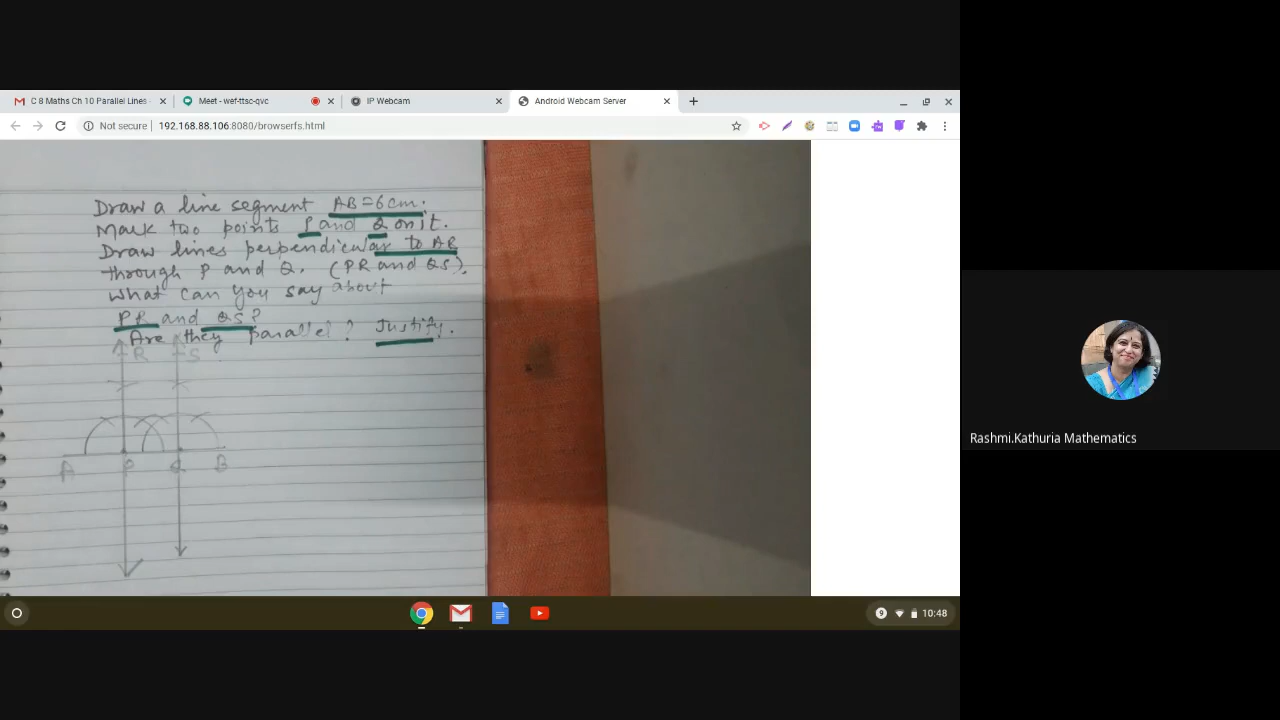 C 8 Maths Ch 10 Parallel Lines -
Meet - wef-ttsc-qvc
IP Webcam
Android Webcam Server
Not secure | 192.168.88.106:8080/browserfs.html
Draw a line segment AB=6cm.
Mark two points P and Q on it.
Draw lines perpendicular to AB
through P and Q. (PR and QS).
What can you say about
PR and QS?
Are they parallel? Justify.
R S
A P Q B
Rashmi.Kathuria Mathematics
9 10:48